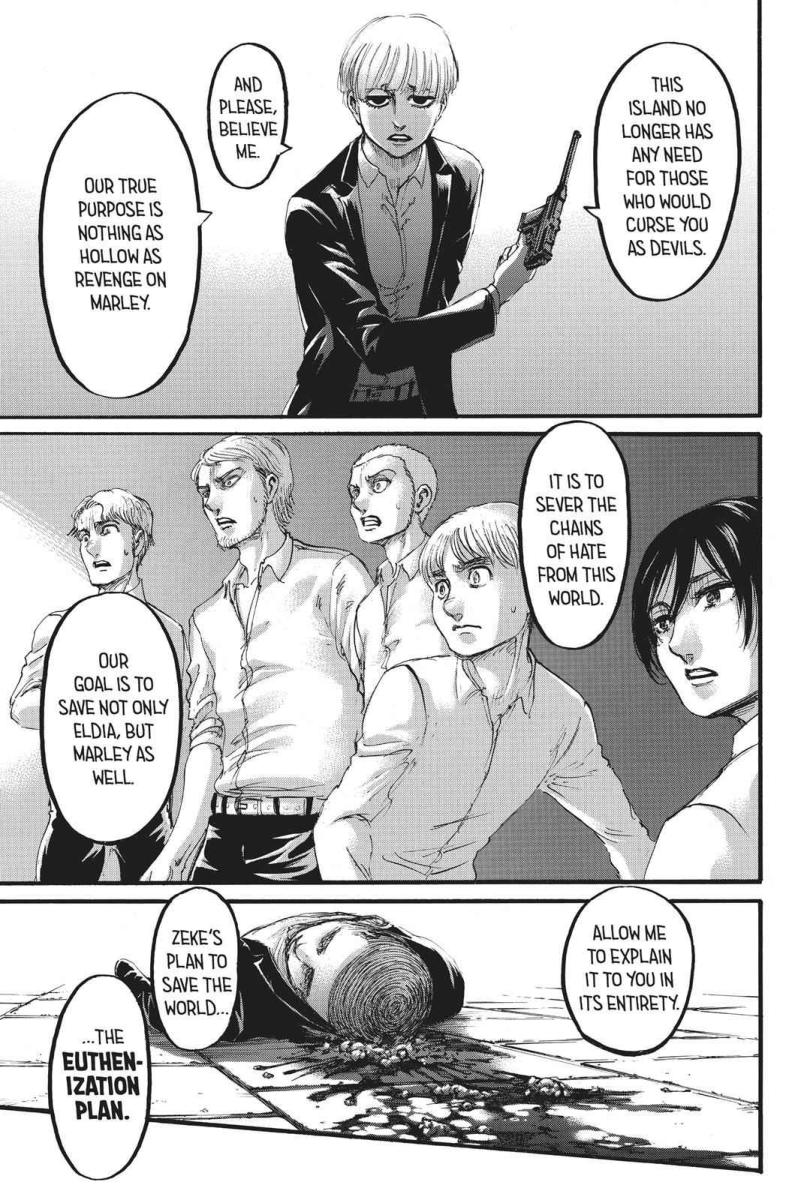 THIS
ISLAND NO
LONGER HAS
ANY NEED
FOR THOSE
WHO WOULD
CURSE YOU
AS DEVILS.
AND
PLEASE,
BELIEVE
ME.
OUR TRUE
PURPOSE IS
NOTHING AS
HOLLOW AS
REVENGE ON
MARLEY.
IT IS TO
SEVER THE
CHAINS
OF HATE
FROM THIS
WORLD.
OUR
GOAL IS TO
SAVE NOT ONLY
ELDIA, BUT
MARLEY AS
WELL.
ALLOW ME
TO EXPLAIN
IT TO YOU IN
ITS ENTIRETY.
ZEKE'S
PLAN TO
SAVE THE
WORLD...
...THE
EUTHEN-
IZATION
PLAN.